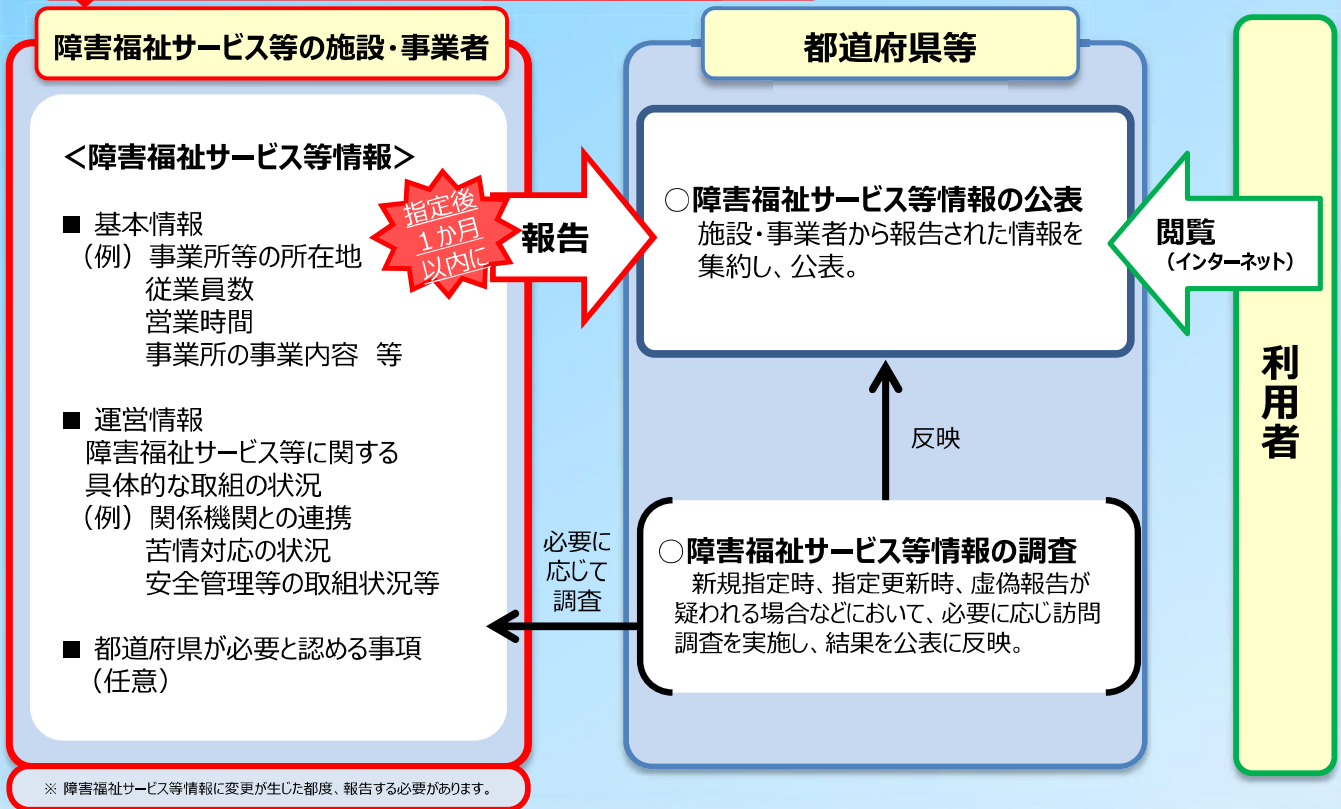 障害福祉サービス等の施設・事業者
＜障害福祉サービス等情報＞
■ 基本情報
（例）事業所等の所在地
従業員数
営業時間
事業所の事業内容　等
■ 運営情報
障害福祉サービス等に関する
具体的な取組の状況
（例）関係機関との連携
苦情対応の状況
安全管理等の取組状況等
■ 都道府県が必要と認める事項
（任意）
※ 障害福祉サービス等情報に変更が生じた都度、報告する必要があります。
指定後
１か月
以内に
報告
必要に
応じて
調査
都道府県等
○障害福祉サービス等情報の公表
施設・事業者から報告された情報を
集約し、公表。
反映
○障害福祉サービス等情報の調査
新規指定時、指定更新時、虚偽報告が
疑われる場合などにおいて、必要に応じ訪問
調査を実施し、結果を公表に反映。
閲覧
（インターネット）
利用者